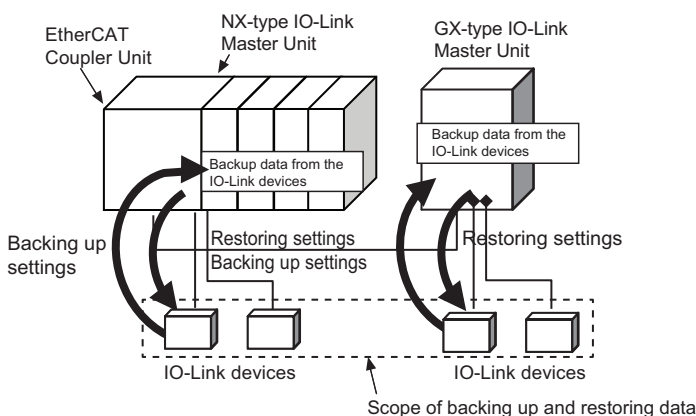 EtherCAT
Coupler Unit
NX-type IO-Link
Master Unit
GX-type IO-Link
Master Unit
Backup data from the
IO-Link devices
Backup data from the
IO-Link devices
Backing up
settings
Restoring settings
Backing up settings
Restoring settings
IO-Link devices
IO-Link devices
Scope of backing up and restoring data